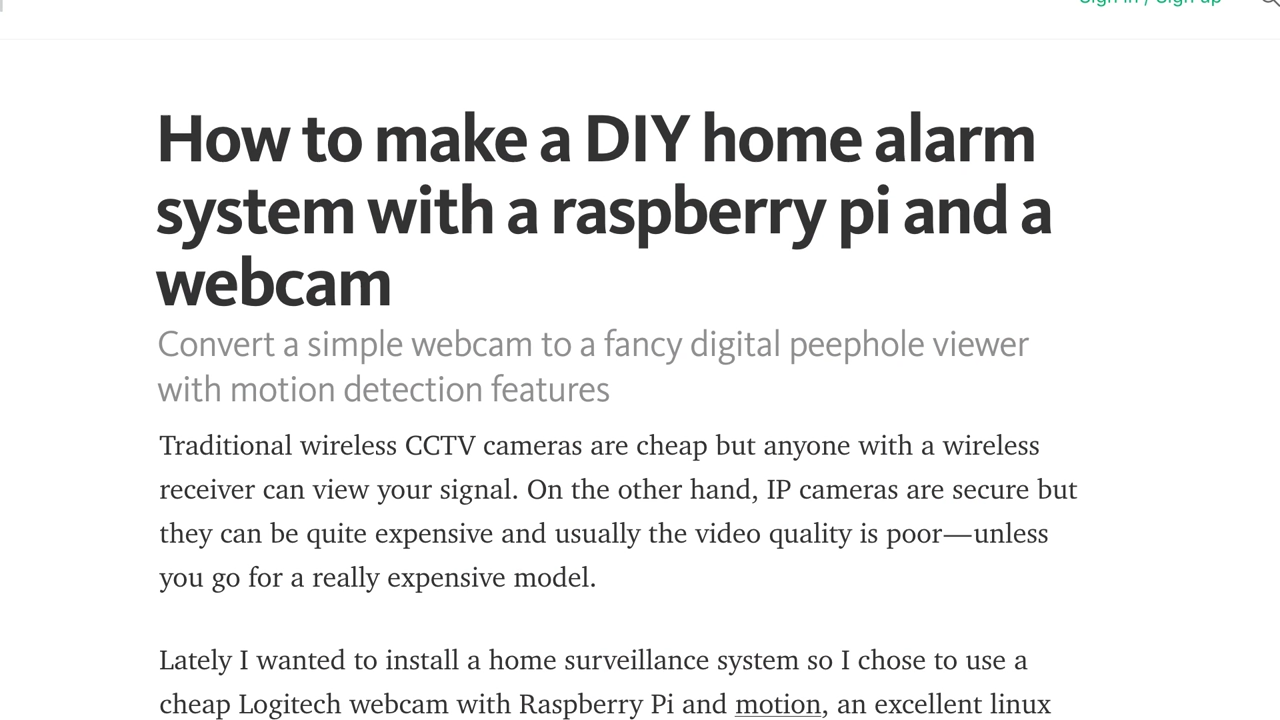 Sign in / Sign up
How to make a DIY home alarm
system with a raspberry pi and a
webcam
Convert a simple webcam to a fancy digital peephole viewer
with motion detection features
Traditional wireless CCTV cameras are cheap but anyone with a wireless
receiver can view your signal. On the other hand, IP cameras are secure but
they can be quite expensive and usually the video quality is poor—unless
you go for a really expensive model.
Lately I wanted to install a home surveillance system so I chose to use a
cheap Logitech webcam with Raspberry Pi and motion, an excellent linux